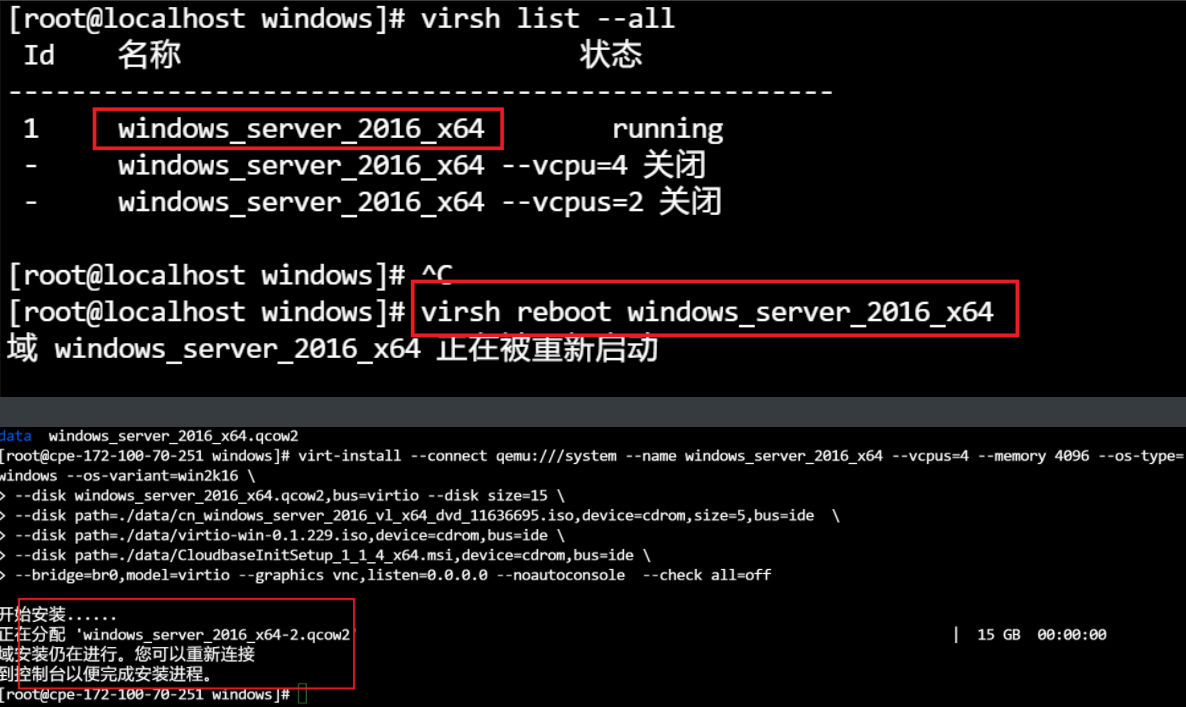 [root@localhost windows]# virsh list --all
Id 名称 状态
----------------------------------------------------
1 windows_server_2016_x64 running
- windows_server_2016_x64 --vcpu=4 关闭
- windows_server_2016_x64 --vcpus=2 关闭
[root@localhost windows]# ^C
[root@localhost windows]# virsh reboot windows_server_2016_x64
域 windows_server_2016_x64 正在被重新启动
data windows_server_2016_x64.qcow2
[root@cpe-172-100-70-251 windows]# virt-install --connect qemu:///system --name windows_server_2016_x64 --vcpus=4 --memory 4096 --os-type=
windows --os-variant=win2k16 \
> --disk windows_server_2016_x64.qcow2,bus=virtio --disk size=15 \
> --disk path=./data/cn_windows_server_2016_vl_x64_dvd_11636695.iso,device=cdrom,size=5,bus=ide \
> --disk path=./data/virtio-win-0.1.229.iso,device=cdrom,bus=ide \
> --disk path=./data/CloudbaseInitSetup_1_1_4_x64.msi,device=cdrom,bus=ide \
> --bridge=br0,model=virtio --graphics vnc,listen=0.0.0.0 --noautoconsole --check all=off
开始安装......
正在分配 'windows_server_2016_x64-2.qcow2' | 15 GB 00:00:00
域安装仍在进行。您可以重新连接
到控制台以便完成安装进程。
[root@cpe-172-100-70-251 windows]#